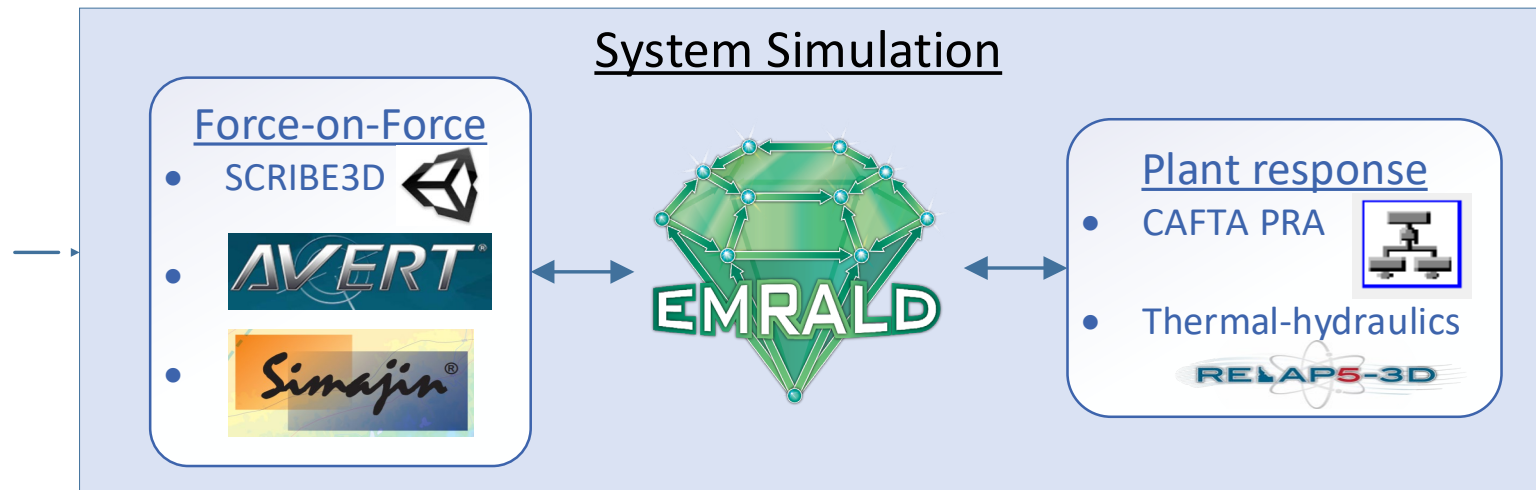 System Simulation
Force-on-Force
• SCRIBE3D
• AVERT®
• Simajin®
EMRALD
Plant response
• CAFTA PRA
• Thermal-hydraulics
RELAP5-3D